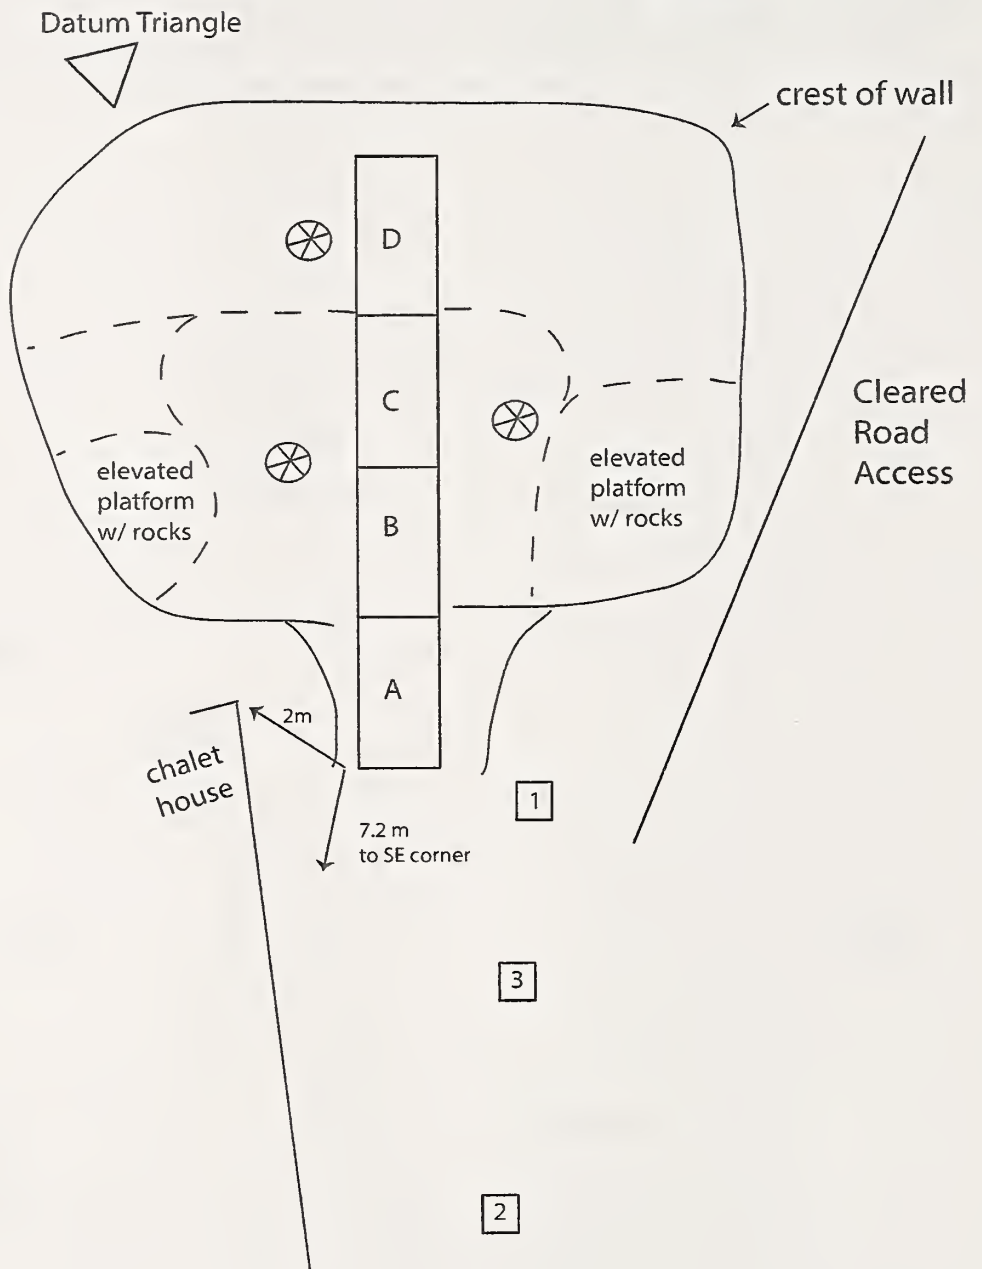 Datum Triangle
crest of wall
D
Cleared
Road
Access
C
elevated
platform
w/ rocks
elevated
platform
w/ rocks
B
A
2m
chalet
house
1
7.2 m
to SE corner
3
2